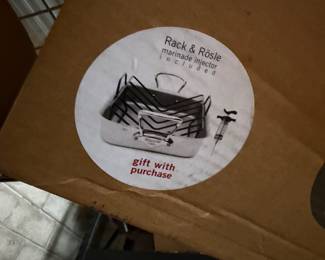 Rack & Rösle
marinade injector
included
gift with
purchase